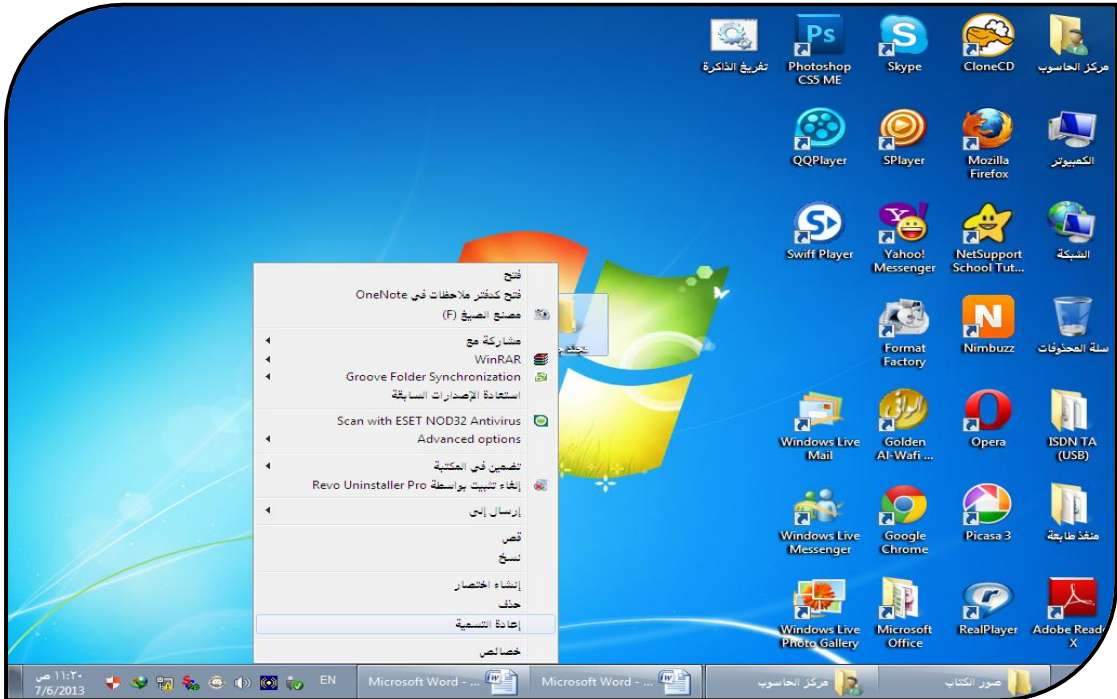 مركز الحاسوب
CloneCD
Skype
Photoshop
CS5 ME
تفريغ الذاكرة
الكمبيوتر
Mozilla
Firefox
SPlayer
QQPlayer
الشبكة
NetSupport
School Tut...
Yahoo!
Messenger
Swiff Player
سلة المحذوفات
Nimbuzz
Format
Factory
ISDN TA
(USB)
Opera
Golden
Al-Wafi ...
Windows Live
Mail
منفذ طابعة
Picasa 3
Google
Chrome
Windows Live
Messenger
Adobe Read
X
RealPlayer
Microsoft
Office
Windows Live
Photo Gallery
مجلد
فتح
فتح كدفتر ملاحظات في OneNote
مصنع الصيغ (F)
مشاركة مع
WinRAR
Groove Folder Synchronization
استعادة الإصدارات السابقة
Scan with ESET NOD32 Antivirus
Advanced options
تضمين في المكتبة
إلغاء تثبيت بواسطة Revo Uninstaller Pro
إرسال إلى
قص
نسخ
إنشاء اختصار
حذف
إعادة التسمية
خصائص
صور الكتاب
مركز الحاسوب
Microsoft Word - ...
Microsoft Word - ...
EN
١١:٢٠ ص
7/6/2013